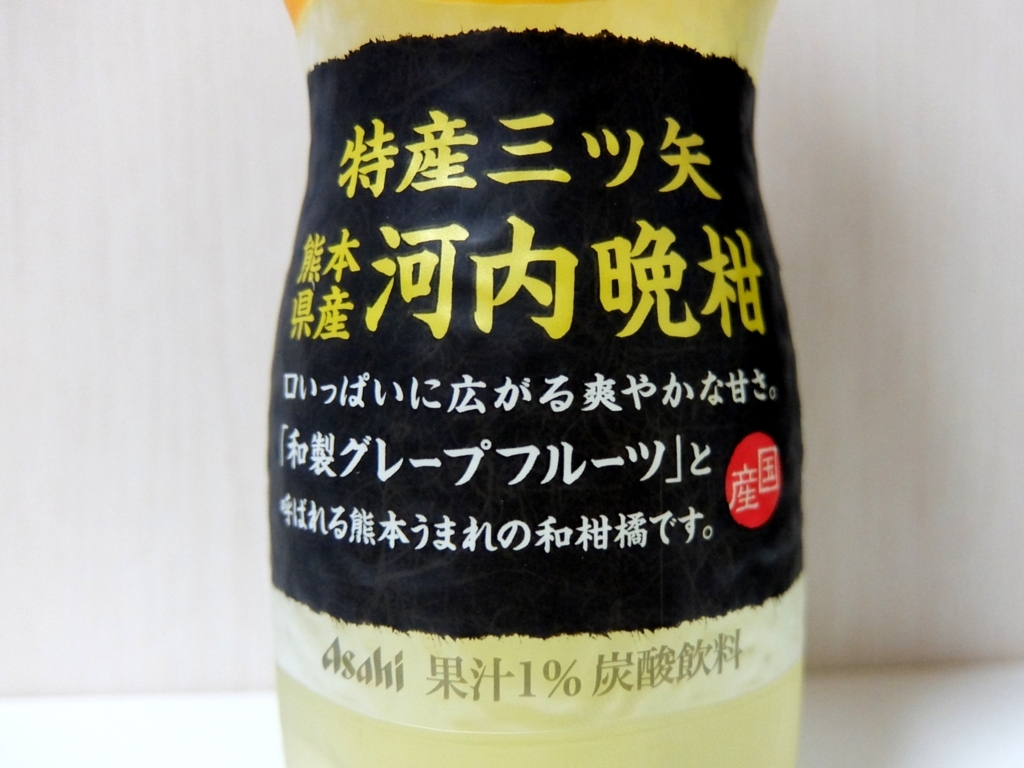 特産三ツ矢
熊本県産 河内晩柑
口いっぱいに広がる爽やかな甘さ。
「和製グレープフルーツ」と
呼ばれる熊本うまれの和柑橘です。
国産
Asahi 果汁1% 炭酸飲料